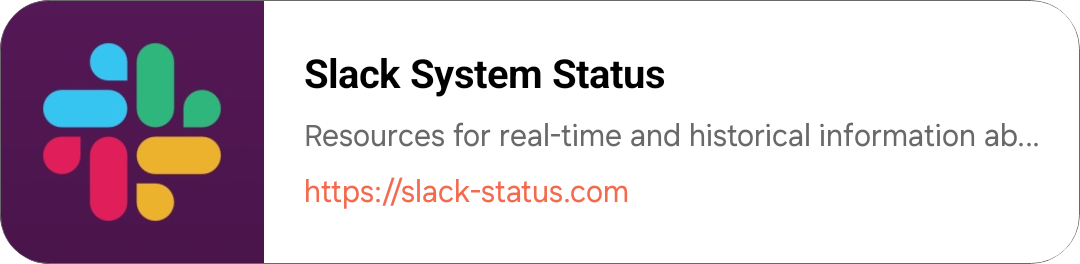 Slack System Status
Resources for real-time and historical information ab...
https://slack-status.com